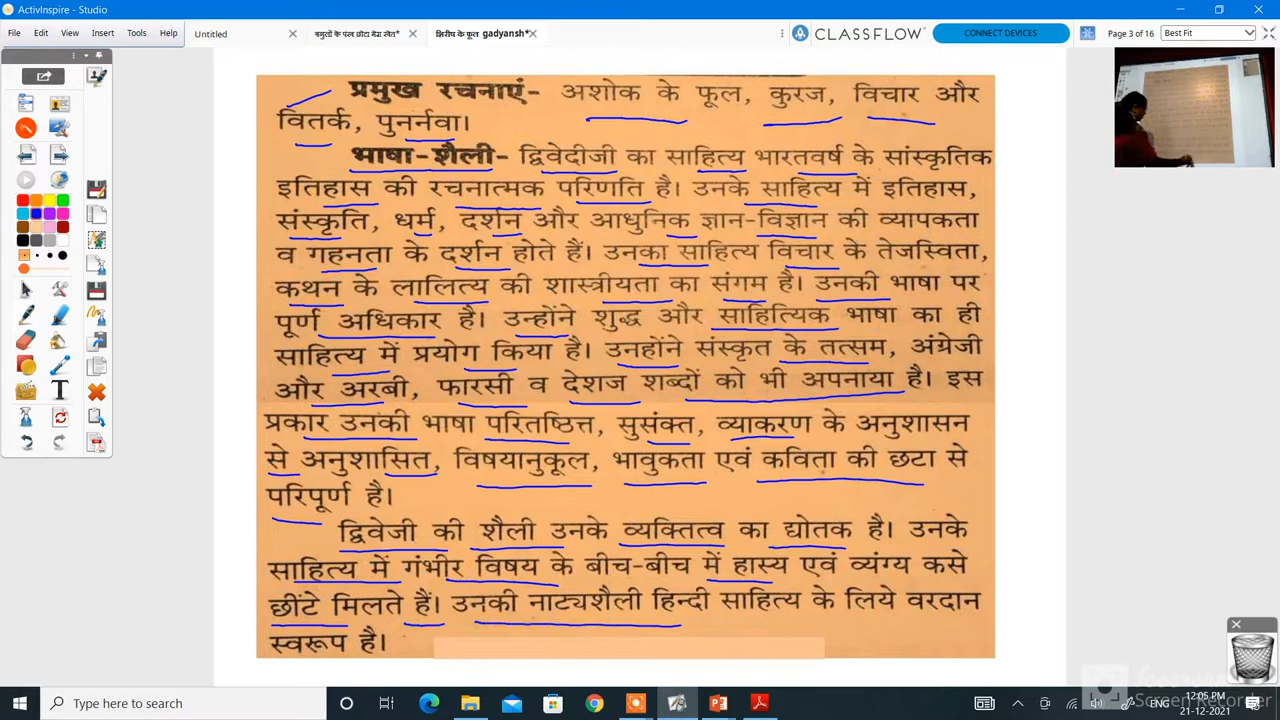 ActivInspire - Studio
File Edit View Insert Tools Help
Untitled
gadyansh*
CLASSFLOW
CONNECT DEVICES
Page 3 of 16
Best Fit
प्रमुख रचनाएं- अशोक के फूल, कुरज, विचार और
वितर्क, पुनर्नवा।
भाषा-शैली- द्विवेदीजी का साहित्य भारतवर्ष के सांस्कृतिक
इतिहास की रचनात्मक परिणति है। उनके साहित्य में इतिहास,
संस्कृति, धर्म, दर्शन और आधुनिक ज्ञान-विज्ञान की व्यापकता
व गहनता के दर्शन होते हैं। उनका साहित्य विचार के तेजस्विता,
कथन के लालित्य की शास्त्रीयता का संगम है। उनकी भाषा पर
पूर्ण अधिकार है। उन्होंने शुद्ध और साहित्यिक भाषा का ही
साहित्य में प्रयोग किया है। उनहोंने संस्कृत के तत्सम, अंग्रेजी
और अरबी, फारसी व देशज शब्दों को भी अपनाया है। इस
प्रकार उनकी भाषा परितष्ठित्त, सुसंक्त, व्याकरण के अनुशासन
से अनुशासित, विषयानुकूल, भावुकता एवं कविता की छटा से
परिपूर्ण है।
द्विवेजी की शैली उनके व्यक्तित्व का द्योतक है। उनके
साहित्य में गंभीर विषय के बीच-बीच में हास्य एवं व्यंग्य कसे
छींटे मिलते हैं। उनकी नाट्यशैली हिन्दी साहित्य के लिये वरदान
स्वरूप है।
Type here to search
ENG
12:05 PM
21-12-2021